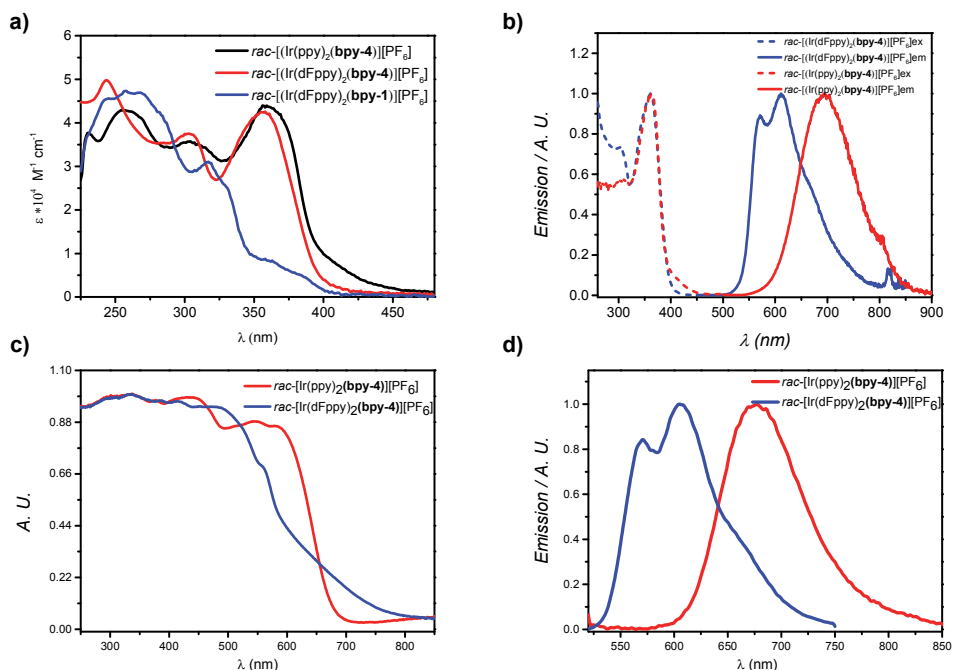 a)
6
5
4
3
2
1
0
ε *10⁴ M⁻¹ cm⁻¹
rac-[(Ir(ppy)₂(bpy-4)][PF₆]
rac-[(Ir(dFppy)₂(bpy-4)][PF₆]
rac-[(Ir(dFppy)₂(bpy-1)][PF₆]
250 300 350 400 450
λ (nm)
b)
1.0
0.8
0.6
0.4
0.2
0.0
Emission / A. U.
rac-[(Ir(dFppy)₂(bpy-4)][PF₆]ex
rac-[(Ir(dFppy)₂(bpy-4)][PF₆]em
rac-[(Ir(ppy)₂(bpy-4)][PF₆]ex
rac-[(Ir(ppy)₂(bpy-4)][PF₆]em
300 400 500 600 700 800 900
λ (nm)
c)
1.10
0.88
0.66
0.44
0.22
0.00
A. U.
rac-[Ir(ppy)₂(bpy-4)][PF₆]
rac-[Ir(dFppy)₂(bpy-4)][PF₆]
300 400 500 600 700 800
λ (nm)
d)
1.0
0.8
0.6
0.4
0.2
0.0
Emission / A. U.
rac-[Ir(ppy)₂(bpy-4)][PF₆]
rac-[Ir(dFppy)₂(bpy-4)][PF₆]
550 600 650 700 750 800 850
λ (nm)